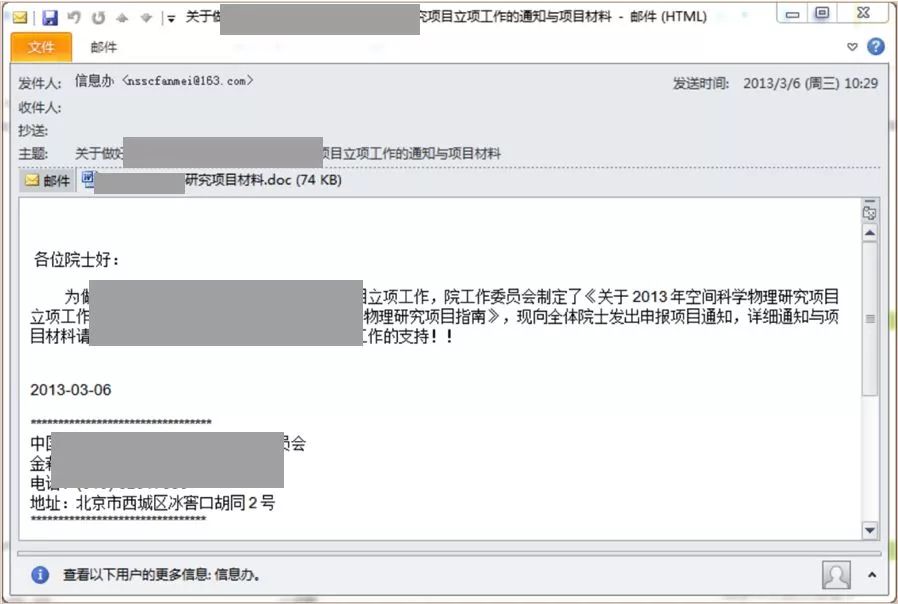 关于做 究项目立项工作的通知与项目材料 - 邮件 (HTML)
文件 邮件
发件人: 信息办 <nsscfanmei@163.com> 发送时间: 2013/3/6 (周三) 10:29
收件人:
抄送:
主题: 关于做好 项目立项工作的通知与项目材料
邮件 研究项目材料.doc (74 KB)
各位院士好：
为做 目立项工作，院工作委员会制定了《关于 2013 年空间科学物理研究项目
立项工作 物理研究项目指南》，现向全体院士发出申报项目通知，详细通知与项
目材料请 工作的支持！！
2013-03-06
*********************************
中国 员会
金
电话
地址：北京市西城区冰窖口胡同 2 号
********************************
查看以下用户的更多信息: 信息办。